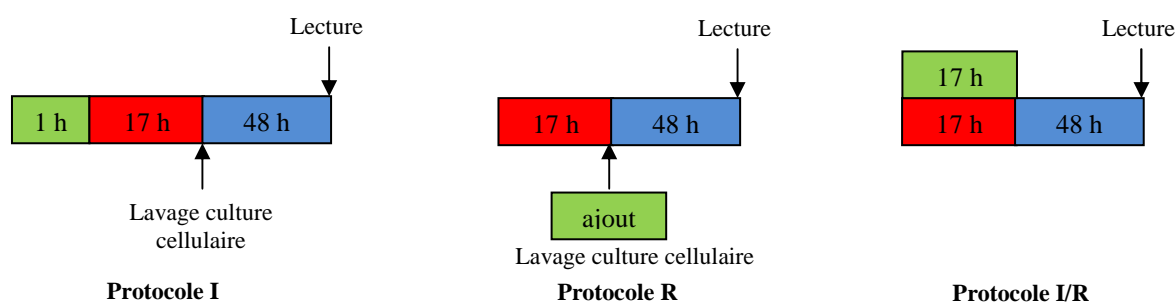 Lecture
1 h
17 h
48 h
Lavage culture
cellulaire
Protocole I
Lecture
17 h
48 h
ajout
Lavage culture cellulaire
Protocole R
Lecture
17 h
17 h
48 h
Protocole I/R